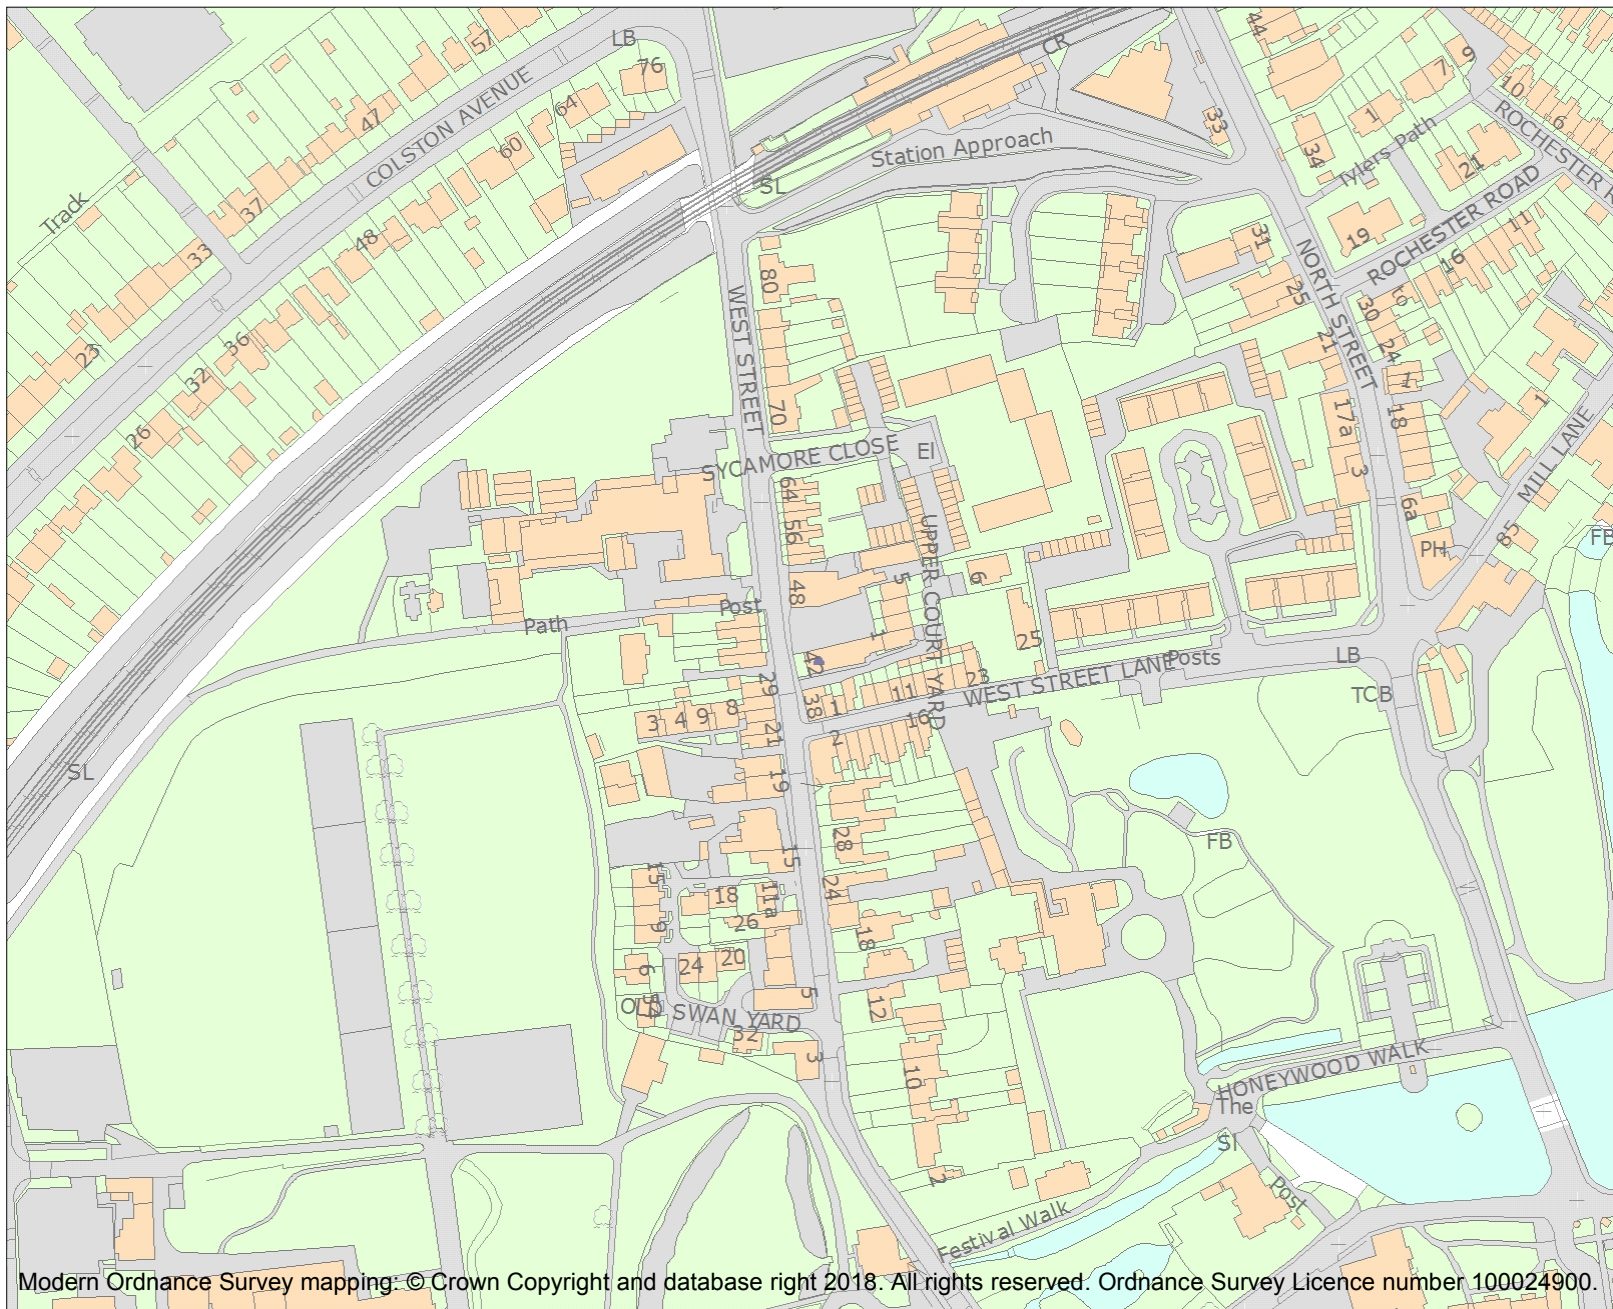 57
LB
76
CR
44
9
7
10
6
COLSTON AVENUE
47
64
60
Station Approach
33
34
1
Tylers Path
21
ROCHESTER R
Track
37
48
33
SL
80
WEST STREET
31
25
NORTH STREET
19
ROCHESTER ROAD
16
11
to
30
23
36
32
26
70
21
24
1
17a
18
1
MILL LANE
SYCAMORE CLOSE
El
64
56
UPPER COURT YARD
3
6a
PH
85
FB
48
5
6
Path
Post
1
42
25
29
38
3
4
9
8
21
1
11
23
WEST STREET LANE
Posts
LB
TCB
2
16
SL
19
28
15
FB
15
24
18
11a
9
26
18
6
24
20
5
12
OLD SWAN YARD
32
3
10
HONEYWOOD WALK
The
SI
2
Post
Festival Walk
Modern Ordnance Survey mapping: © Crown Copyright and database right 2018. All rights reserved. Ordnance Survey Licence number 100024900.